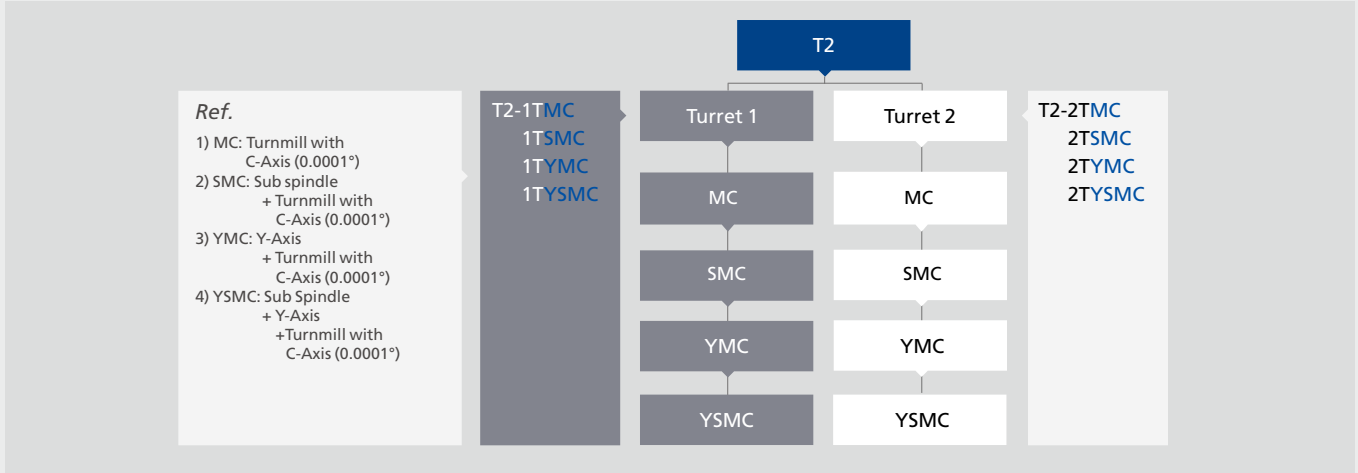 T2
Ref.
1) MC: Turnmill with
C-Axis (0.0001°)
2) SMC: Sub spindle
+ Turnmill with
C-Axis (0.0001°)
3) YMC: Y-Axis
+ Turnmill with
C-Axis (0.0001°)
4) YSMC: Sub Spindle
+ Y-Axis
+Turnmill with
C-Axis (0.0001°)
T2-1TMC
1TSMC
1TYMC
1TYSMC
Turret 1
MC
SMC
YMC
YSMC
Turret 2
MC
SMC
YMC
YSMC
T2-2TMC
2TSMC
2TYMC
2TYSMC